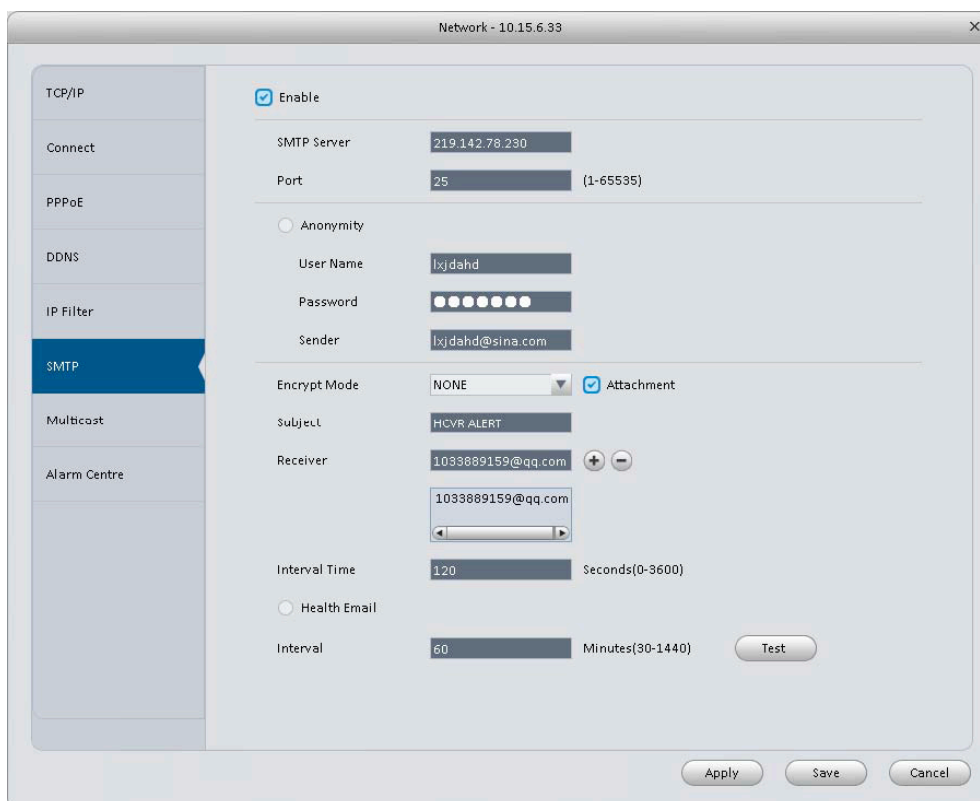 Network - 10.15.6.33
TCP/IP
Connect
PPPoE
DDNS
IP Filter
SMTP
Multicast
Alarm Centre
Enable
SMTP Server 219.142.78.230
Port 25 (1-65535)
Anonymity
User Name lxjdahd
Password
Sender lxjdahd@sina.com
Encrypt Mode NONE Attachment
Subject HCVR ALERT
Receiver 1033889159@qq.com
1033889159@qq.com
Interval Time 120 Seconds(0-3600)
Health Email
Interval 60 Minutes(30-1440) Test
Apply Save Cancel